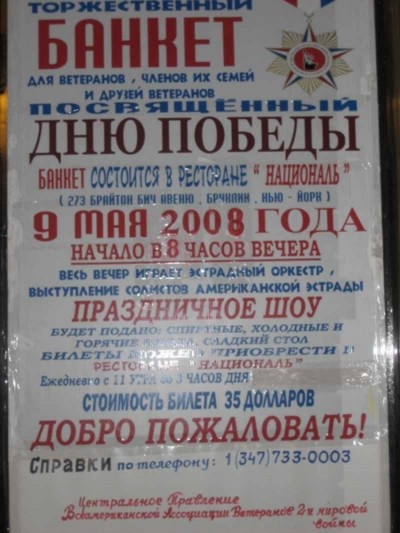 ТОРЖЕСТВЕННЫЙ
БАНКЕТ
ДЛЯ ВЕТЕРАНОВ , ЧЛЕНОВ ИХ СЕМЕЙ
И ДРУЗЕЙ ВЕТЕРАНОВ
ПОСВЯЩЁННЫЙ
ДНЮ ПОБЕДЫ
БАНКЕТ СОСТОИТСЯ В РЕСТОРАНЕ “ НАЦИОНАЛЬ ”
( 273 БРАЙТОН БИЧ АВЕНЮ , БРУКЛИН , НЬЮ - ЙОРК )
9 МАЯ 2008 ГОДА
НАЧАЛО В 8 ЧАСОВ ВЕЧЕРА
ВЕСЬ ВЕЧЕР ИГРАЕТ ЭСТРАДНЫЙ ОРКЕСТР ,
ВЫСТУПЛЕНИЕ СОЛИСТОВ АМЕРИКАНСКОЙ ЭСТРАДЫ
ПРАЗДНИЧНОЕ ШОУ
БУДЕТ ПОДАНО: СПИРТНЫЕ, ХОЛОДНЫЕ И
ГОРЯЧИЕ СЛАДКИЙ СТОЛ
БИЛЕТЫ МОЖЕТЕ ПРИОБРЕСТИ В
РЕСТОРАНЕ “НАЦИОНАЛЬ”
Ежедневно с 11 УТРА до 3 ЧАСОВ ДНЯ
СТОИМОСТЬ БИЛЕТА 35 ДОЛЛАРОВ
ДОБРО ПОЖАЛОВАТЬ!
СПРАВКИ по телефону: 1(347)733-0003
Центральное Правление
Всеамериканской Ассоциации Ветеранов 2-й мировой
войны